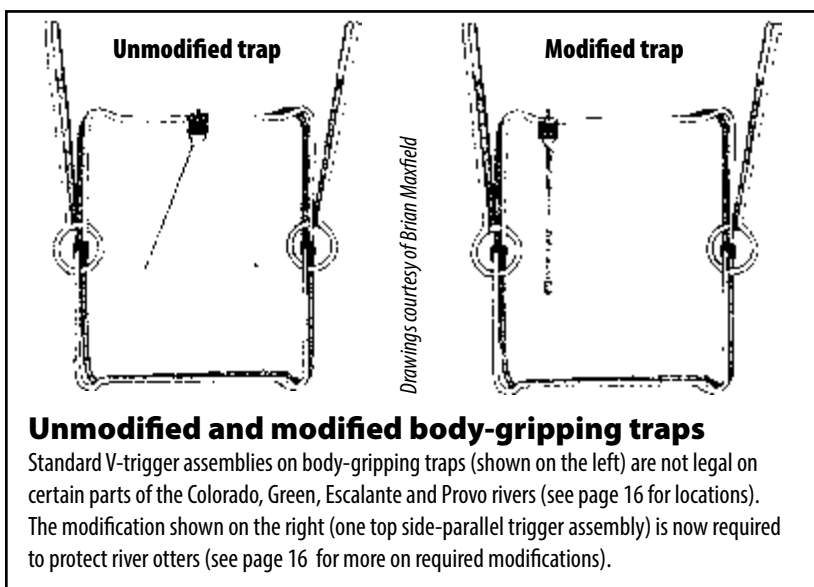 Unmodified trap
Modified trap
Drawings courtesy of Brian Maxfield
Unmodified and modified body-gripping traps
Standard V-trigger assemblies on body-gripping traps (shown on the left) are not legal on
certain parts of the Colorado, Green, Escalante and Provo rivers (see page 16 for locations).
The modification shown on the right (one top side-parallel trigger assembly) is now required
to protect river otters (see page 16 for more on required modifications).